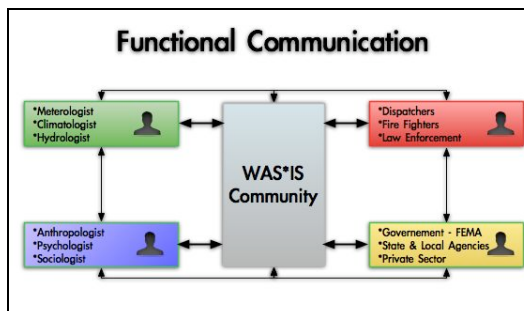 Functional Communication
*Meterologist
*Climatologist
*Hydrologist
*Dispatchers
*Fire Fighters
*Law Enforcement
WAS*IS
Community
*Anthropologist
*Psychologist
*Sociologist
*Governement - FEMA
*State & Local Agencies
*Private Sector